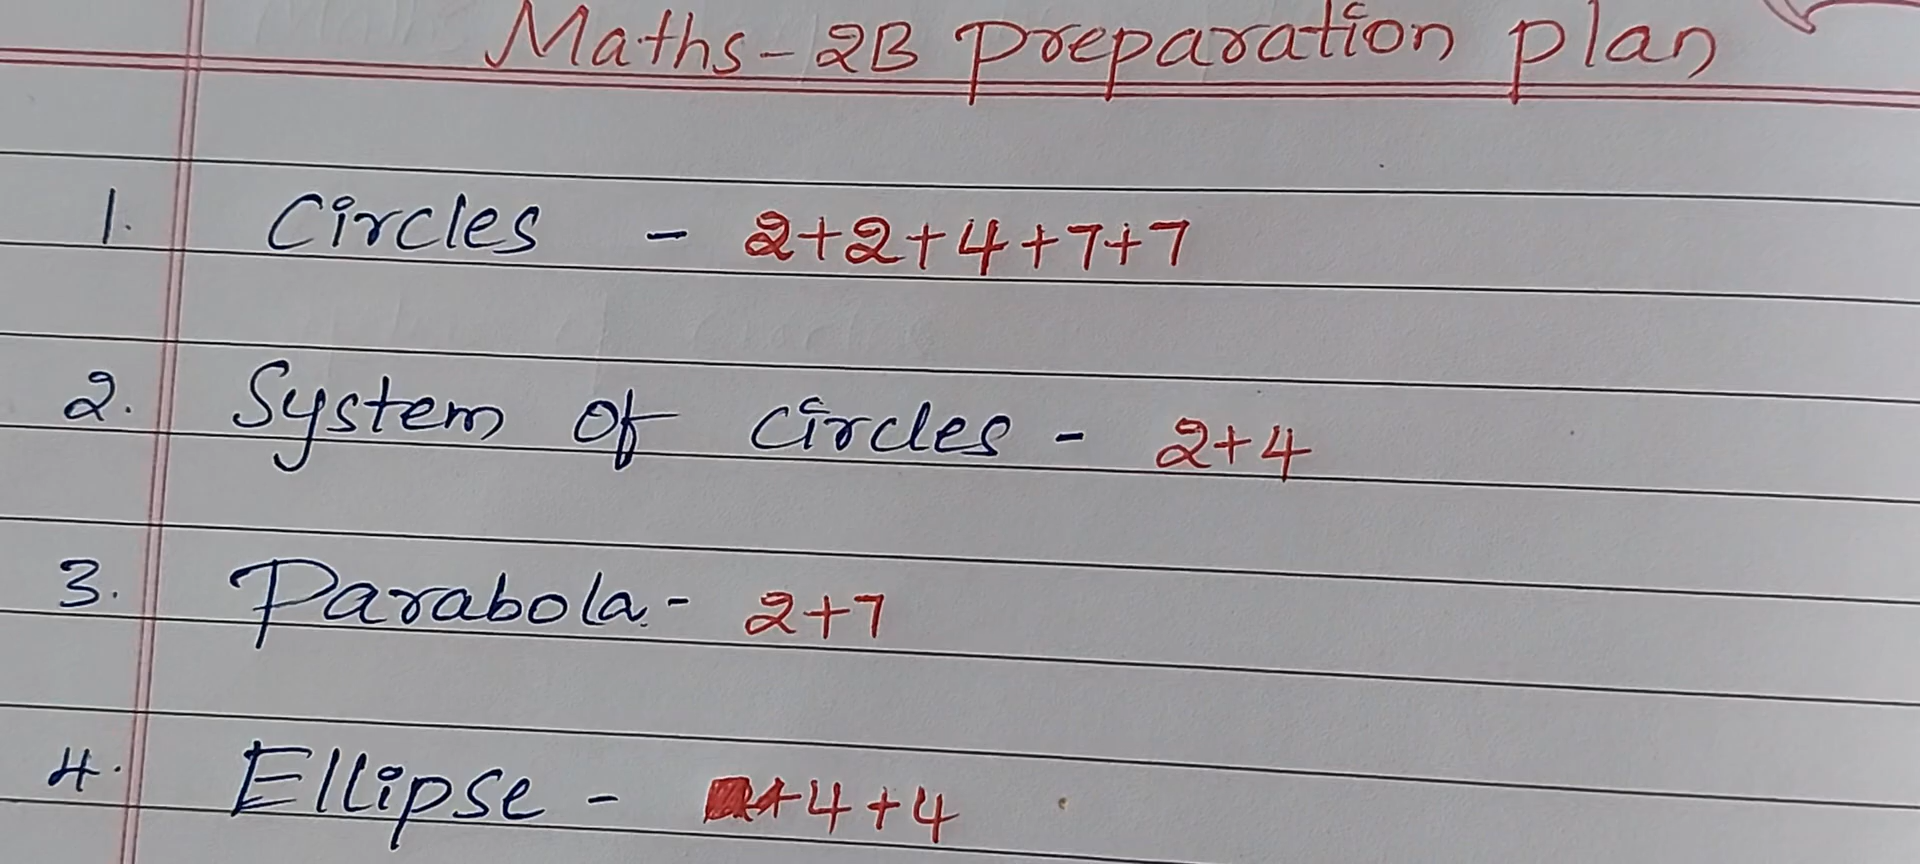 Maths-2B preparation plan
1. Circles - 2+2+4+7+7
2. System of circles - 2+4
3. Parabola - 2+7
4. Ellipse - +4+4